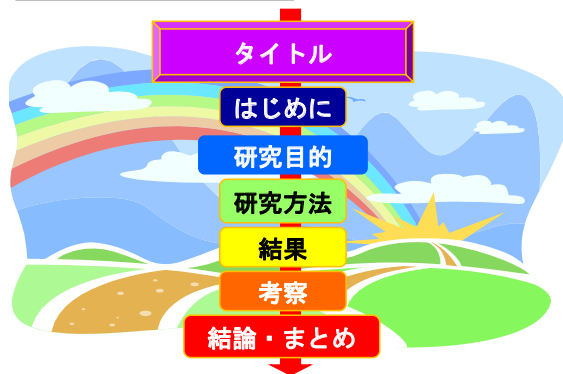 タイトル
はじめに
研究目的
研究方法
結果
考察
結論・まとめ